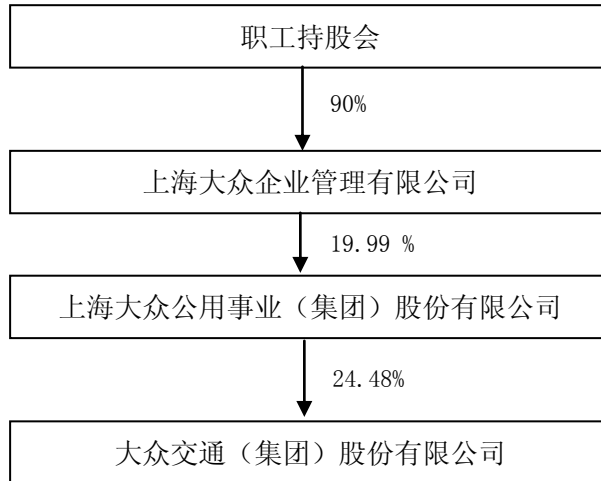 职工持股会
90%
上海大众企业管理有限公司
19.99 %
上海大众公用事业（集团）股份有限公司
24.48%
大众交通（集团）股份有限公司